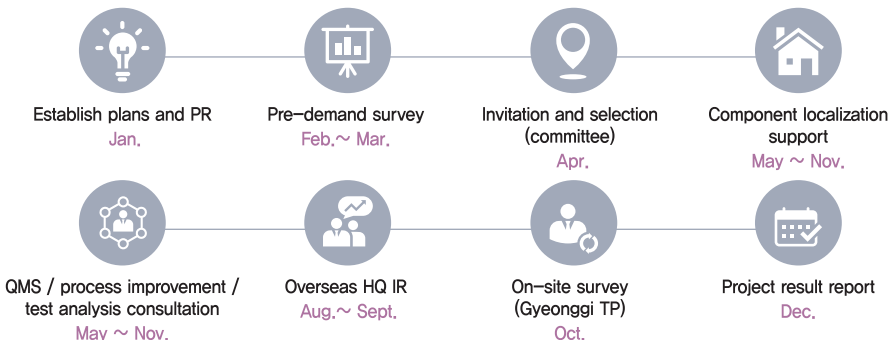 Establish plans and PR
Jan.
Pre-demand survey
Feb.~ Mar.
Invitation and selection
(committee)
Apr.
Component localization
support
May ~ Nov.
QMS / process improvement /
test analysis consultation
May ~ Nov.
Overseas HQ IR
Aug.~ Sept.
On-site survey
(Gyeonggi TP)
Oct.
Project result report
Dec.